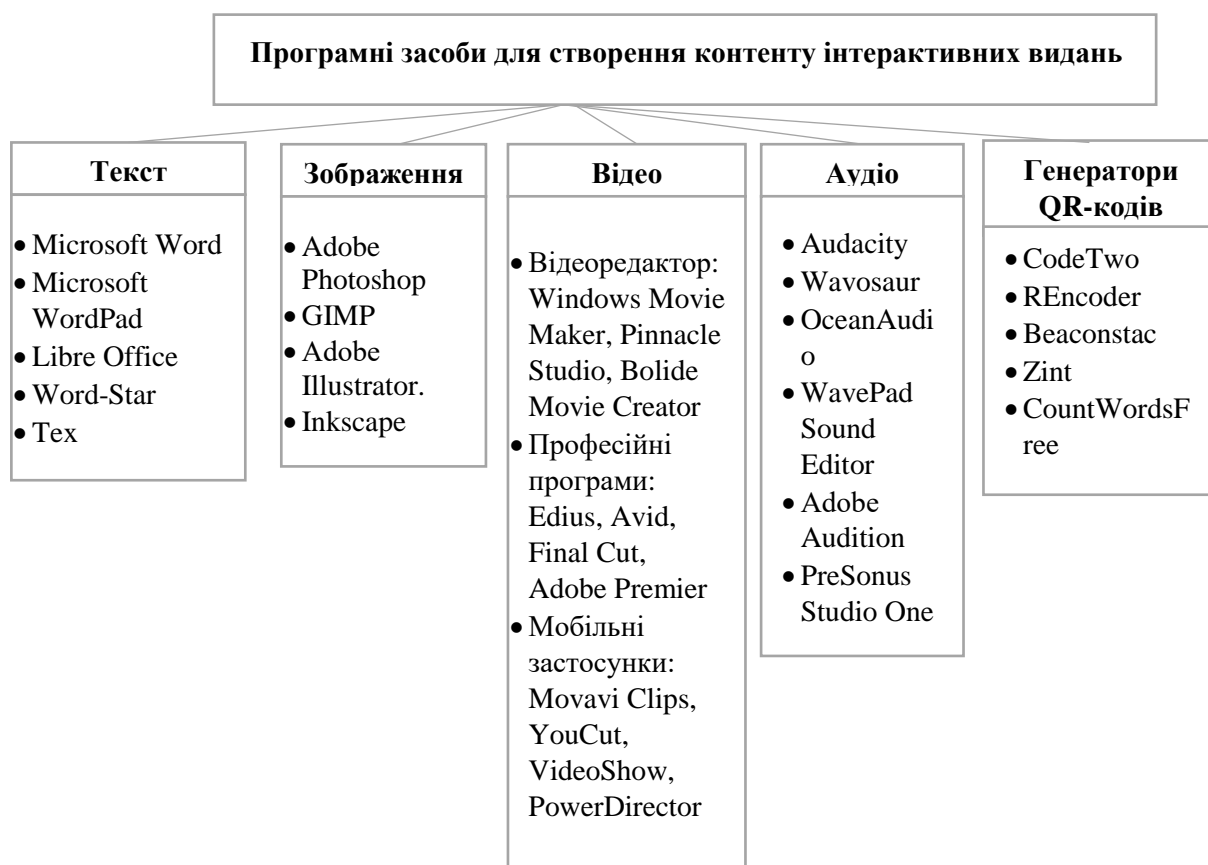 Програмні засоби для створення контенту інтерактивних видань
Текст
• Microsoft Word
• Microsoft
WordPad
• Libre Office
• Word-Star
• Tex
Зображення
• Adobe
Photoshop
• GIMP
• Adobe
Illustrator.
• Inkscape
Відео
• Відеоредактор:
Windows Movie
Maker, Pinnacle
Studio, Bolide
Movie Creator
• Професійні
програми:
Edius, Avid,
Final Cut,
Adobe Premier
• Мобільні
застосунки:
Movavi Clips,
YouCut,
VideoShow,
PowerDirector
Аудіо
• Audacity
• Wavosaur
• OceanAudi
o
• WavePad
Sound
Editor
• Adobe
Audition
• PreSonus
Studio One
Генератори
QR-кодів
• CodeTwo
• REncoder
• Beaconstac
• Zint
• CountWordsF
ree